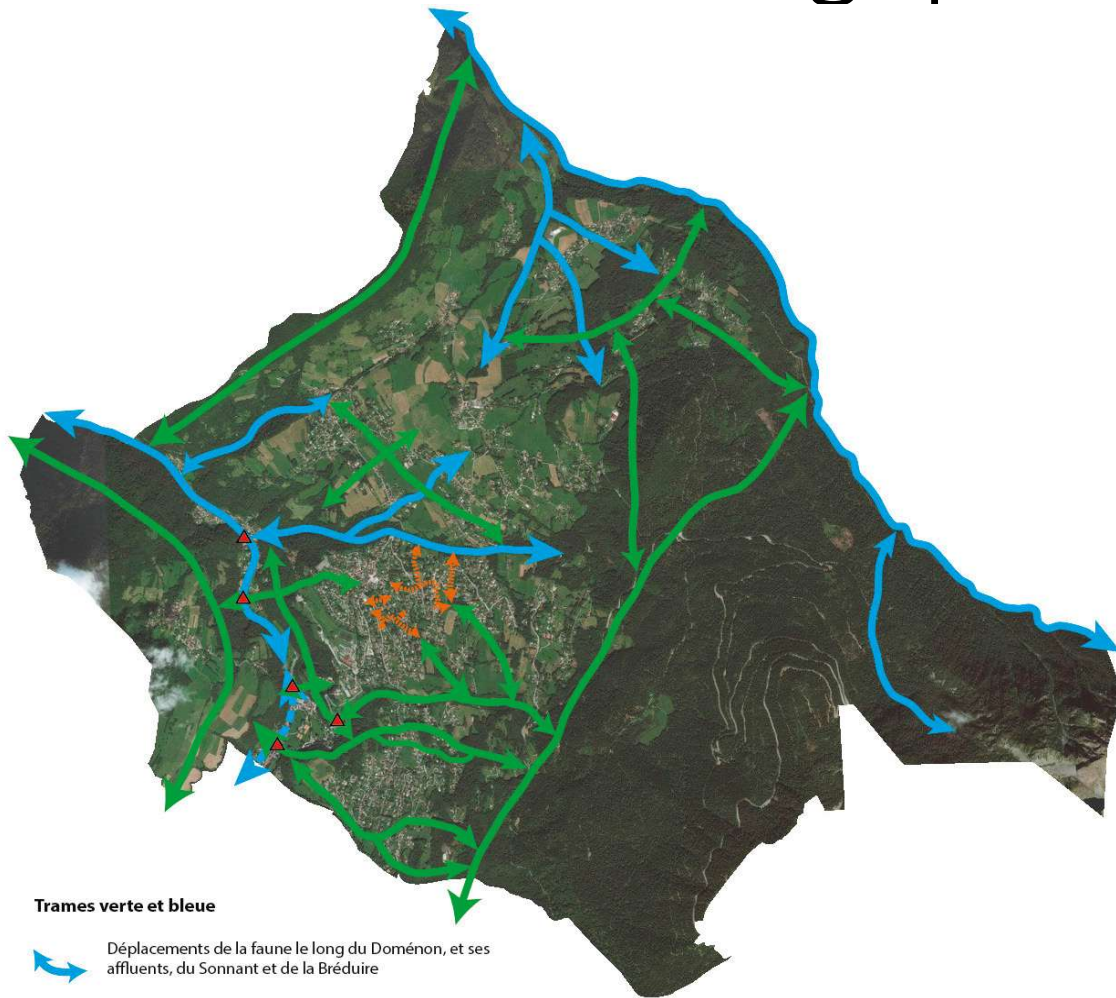 Trames verte et bleue
Déplacements de la faune le long du Doménon, et ses
affluents, du Sonnant et de la Bréduire